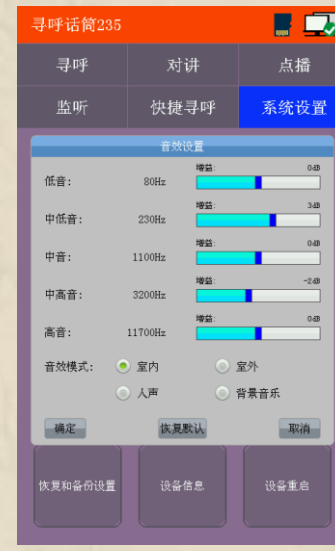 寻呼话筒235
寻呼 对讲 点播
监听 快捷寻呼 系统设置
音效设置
低音: 80Hz 增益: 0dB
中低音: 230Hz 增益: 3dB
中音: 1100Hz 增益: 0dB
中高音: 3200Hz 增益: -2dB
高音: 11700Hz 增益: 0dB
音效模式: 室内 室外
人声 背景音乐
确定 恢复默认 取消
恢复和备份设置 设备信息 设备重启